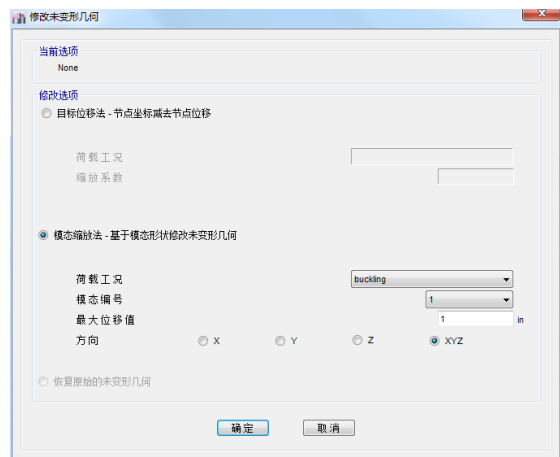 修改未变形几何
当前选项
None
修改选项
目标位移法 - 节点坐标减去节点位移
荷载工况
缩放系数
模态缩放法 - 基于模态形状修改未变形几何
荷载工况 buckling
模态编号 1
最大位移值 1 in
方向 X Y Z XYZ
恢复原始的未变形几何
确定 取消